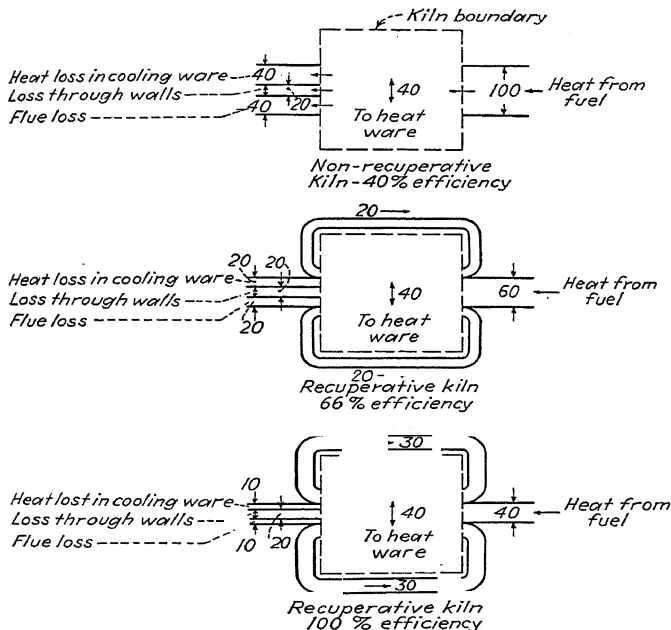 Kiln boundary
Heat loss in cooling ware
Loss through walls
Flue loss
40
20
40
40
To heat
ware
100
Heat from
fuel
Non-recuperative
Kiln-40% efficiency
20
20
20
Heat loss in cooling ware
Loss through walls
Flue loss
20
40
To heat
ware
60
Heat from
fuel
20
Recuperative kiln
66% efficiency
30
10
Heat lost in cooling ware
Loss through walls
Flue loss
10
20
40
To heat
ware
40
Heat from
fuel
30
Recuperative kiln
100% efficiency